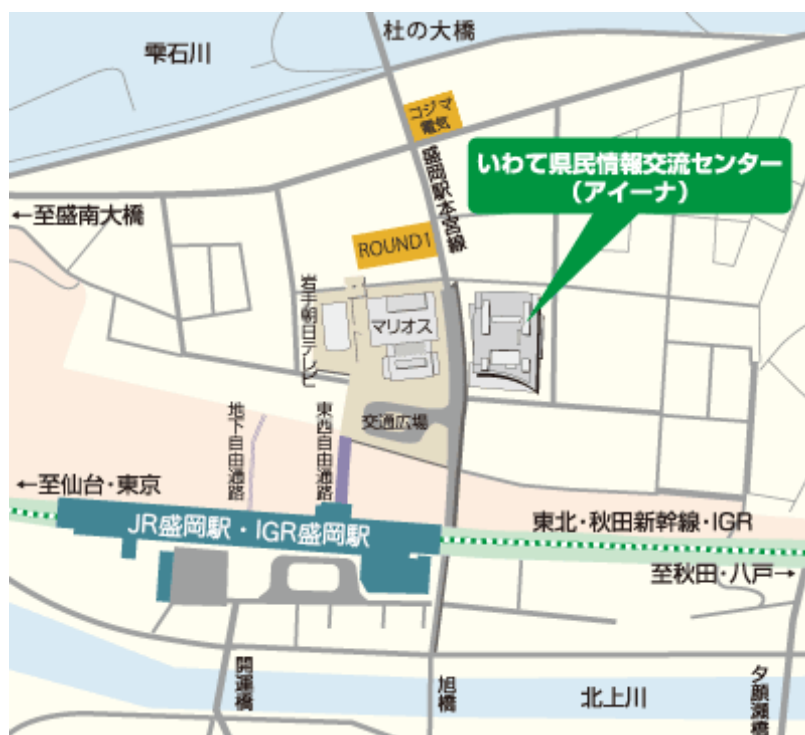 杜の大橋
雫石川
コジマ
電気
盛岡駅本宮線
いわて県民情報交流センター
（アイーナ）
←至盛南大橋
ROUND1
岩手朝日テレビ
マリオス
交通広場
地下自由通路
東西自由通路
←至仙台・東京
JR盛岡駅・IGR盛岡駅
東北・秋田新幹線・IGR
至秋田・八戸→
開運橋
旭橋
北上川
夕顔瀬橋